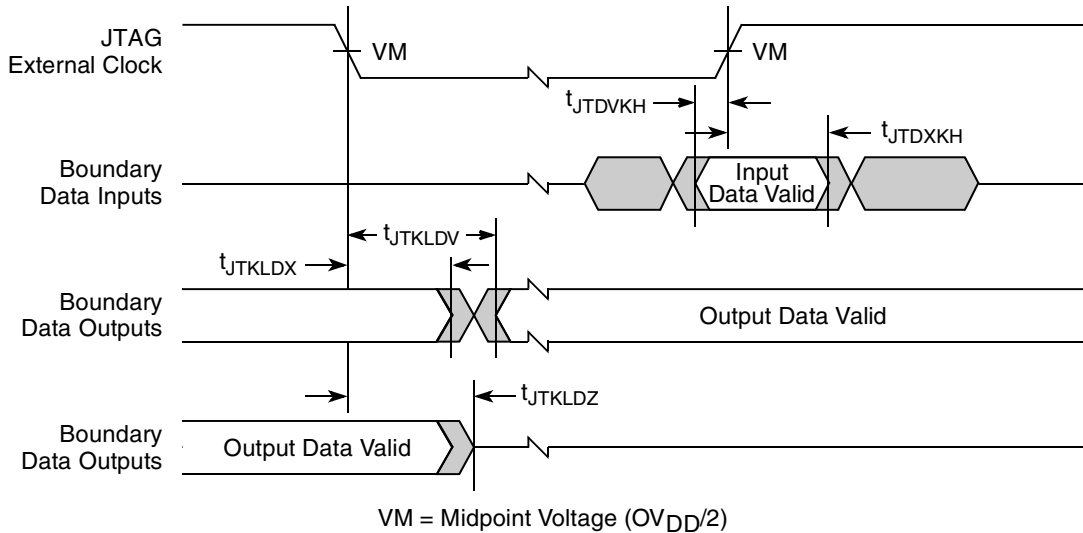 JTAG
External Clock
VM
VM
tJTDVKH
tJTDXKH
Boundary
Data Inputs
Input
Data Valid
tJTKLDV
tJTKLDX
Boundary
Data Outputs
Output Data Valid
tJTKLDZ
Boundary
Data Outputs
Output Data Valid
VM = Midpoint Voltage (OVDD/2)